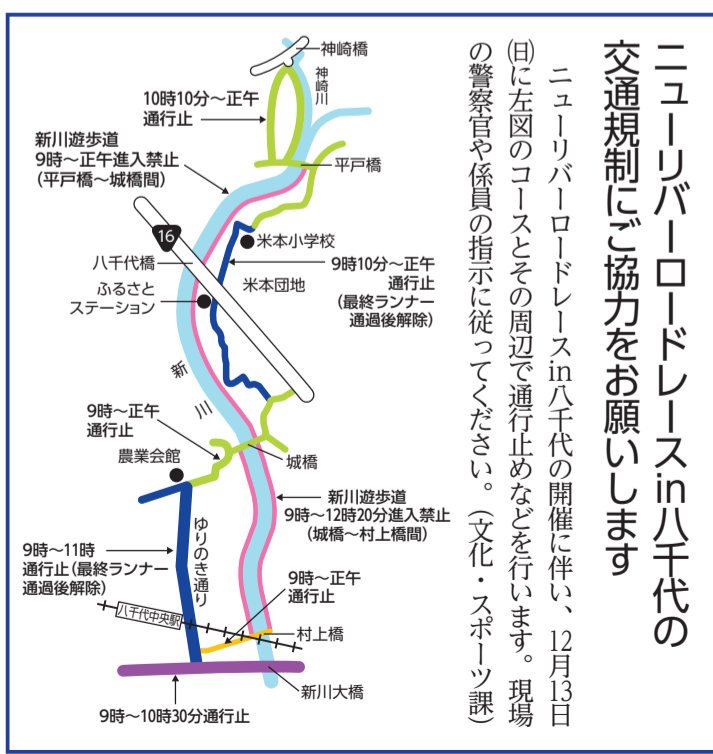 ニューリバーロードレースin八千代の
交通規制にご協力をお願いします
ニューリバーロードレースin八千代の開催に伴い、12月13日
㈰に左図のコースとその周辺で通行止めなどを行います。現場
の警察官や係員の指示に従ってください。（文化・スポーツ課）
神崎橋
神崎川
10時10分～正午
通行止
新川遊歩道
9時～正午進入禁止
（平戸橋～城橋間）
平戸橋
16
米本小学校
八千代橋
9時10分～正午
通行止
（最終ランナー
通過後解除）
米本団地
ふるさと
ステーション
新川
9時～正午
通行止
農業会館
城橋
新川遊歩道
9時～12時20分進入禁止
（城橋～村上橋間）
ゆりのき通り
9時～11時
通行止（最終ランナー
通過後解除）
9時～正午
通行止
八千代中央駅
村上橋
新川大橋
9時～10時30分通行止